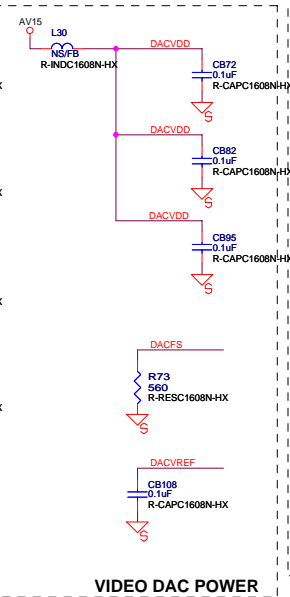 AV15
L30
NS/FB
R-INDC1608N-HX
DACVDD
CB72
0.1uF
R-CAPC1608N-HX
S
DACVDD
CB82
0.1uF
R-CAPC1608N-HX
S
DACVDD
CB95
0.1uF
R-CAPC1608N-HX
S
DACFS
R73
560
R-RESC1608N-HX
S
DACVREF
CB108
0.1uF
R-CAPC1608N-HX
S
VIDEO DAC POWER